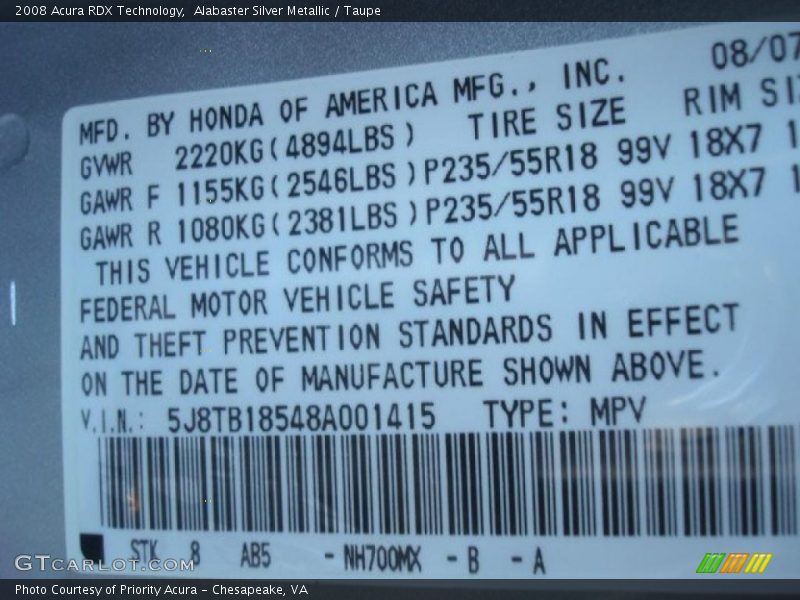 2008 Acura RDX Technology, Alabaster Silver Metallic / Taupe
08/07
MFD. BY HONDA OF AMERICA MFG., INC.
GVWR 2220KG(4894LBS) TIRE SIZE RIM
GAWR F 1155KG(2546LBS)P235/55R18 99V 18X7
GAWR R 1080KG(2381LBS)P235/55R18 99V 18X7
THIS VEHICLE CONFORMS TO ALL APPLICABLE
FEDERAL MOTOR VEHICLE SAFETY
AND THEFT PREVENTION STANDARDS IN EFFECT
ON THE DATE OF MANUFACTURE SHOWN ABOVE.
V.I.N.: 5J8TB18548A001415 TYPE: MPV
STK 8 AB5 - NH700MX - B - A
GTCARLOT.COM
Photo Courtesy of Priority Acura - Chesapeake, VA